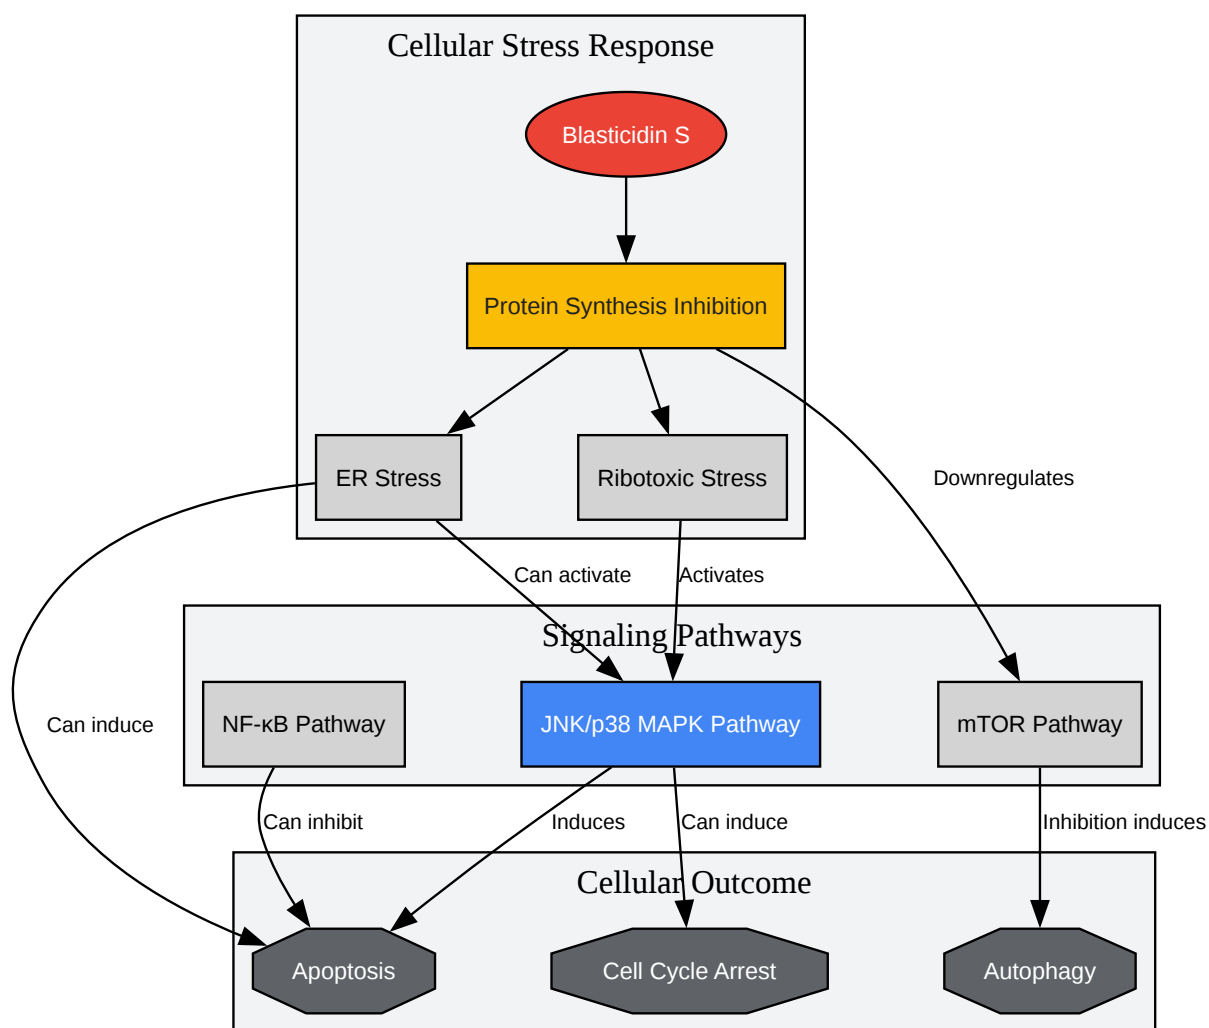 Cellular Stress Response
Blasticidin S
Protein Synthesis Inhibition
ER Stress
Ribotoxic Stress
Downregulates
Can activate
Activates
Signaling Pathways
Can induce
NF-κB Pathway
JNK/p38 MAPK Pathway
mTOR Pathway
Can inhibit
Induces
Can induce
Inhibition induces
Cellular Outcome
Apoptosis
Cell Cycle Arrest
Autophagy